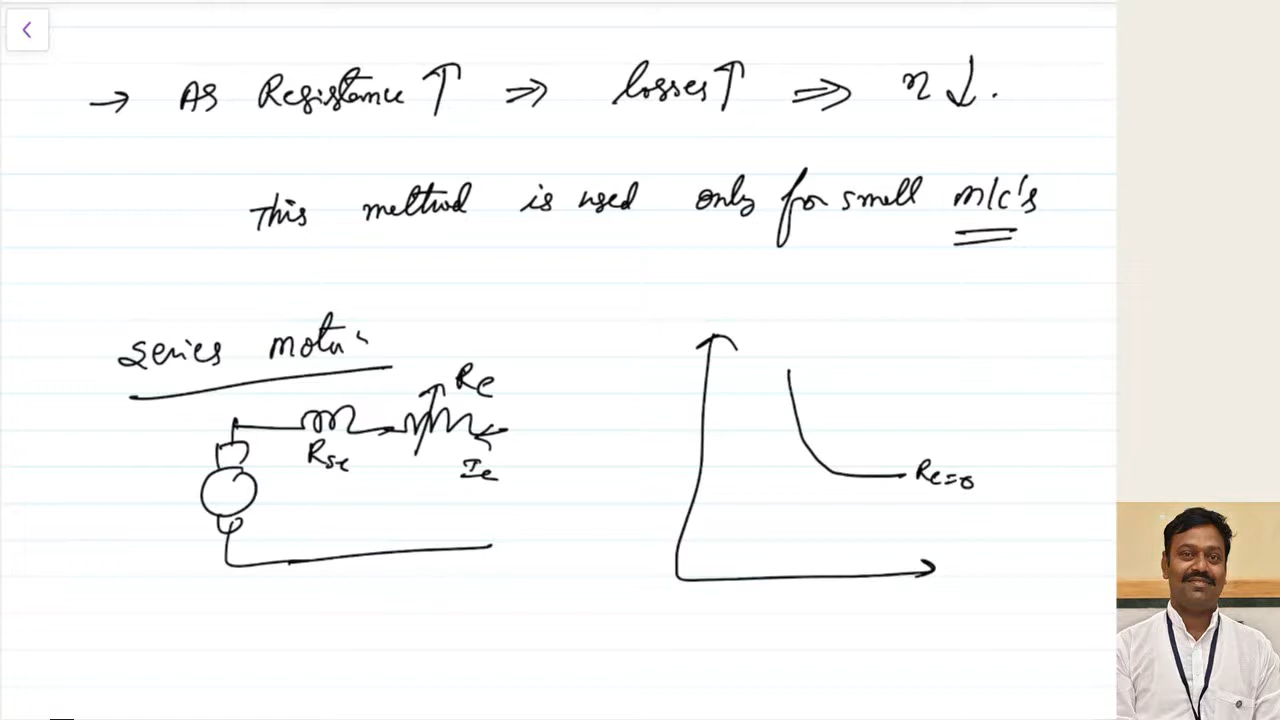 → As Resistance ↑ ⇒ losses ↑ ⇒ η ↓.
This method is used only for small m/c's
series motor
Re
Rse
Ie
Re=0